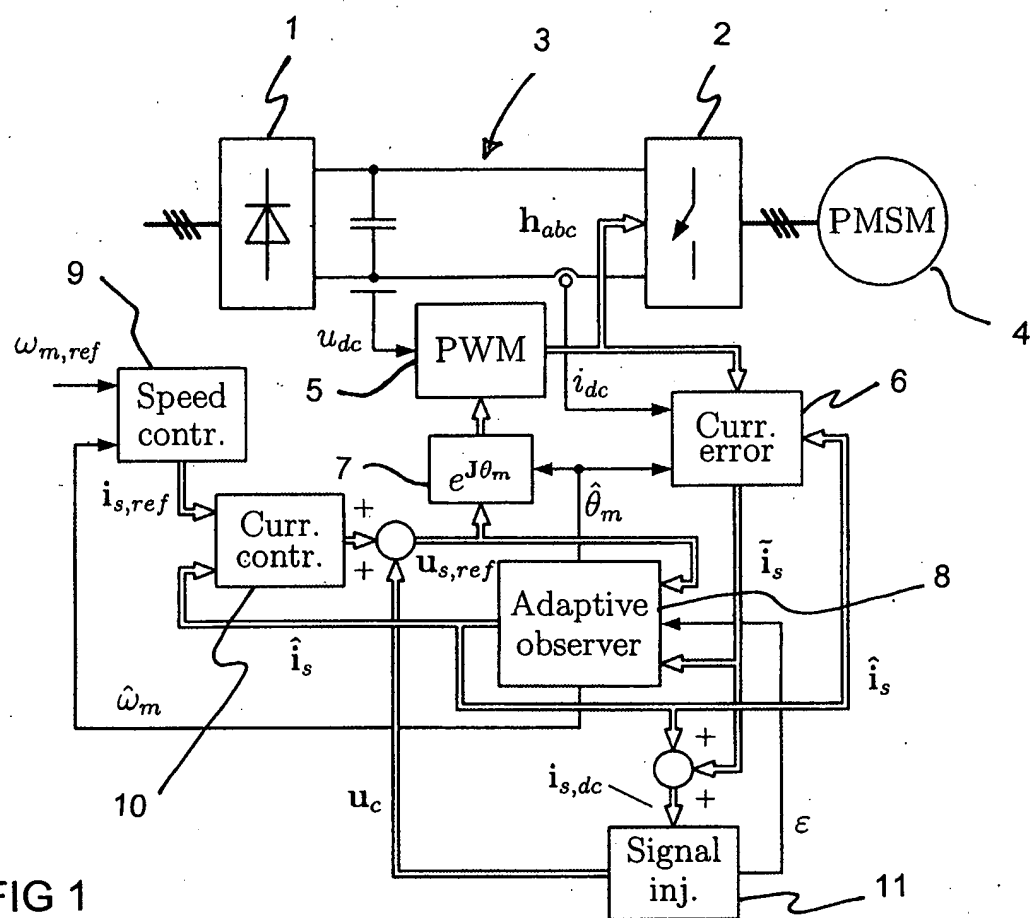 1
3
2
h_abc
PMSM
9
4
ω_m,ref
u_dc
PWM
5
i_dc
6
Speed
contr.
Curr.
error
7
e^Jθ_m
θ̂_m
i_s,ref
Curr.
contr.
+
+
u_s,ref
ĩ_s
8
Adaptive
observer
î_s
î_s
ω̂_m
+
10
u_c
i_s,dc
+
ε
Signal
inj.
11
FIG 1